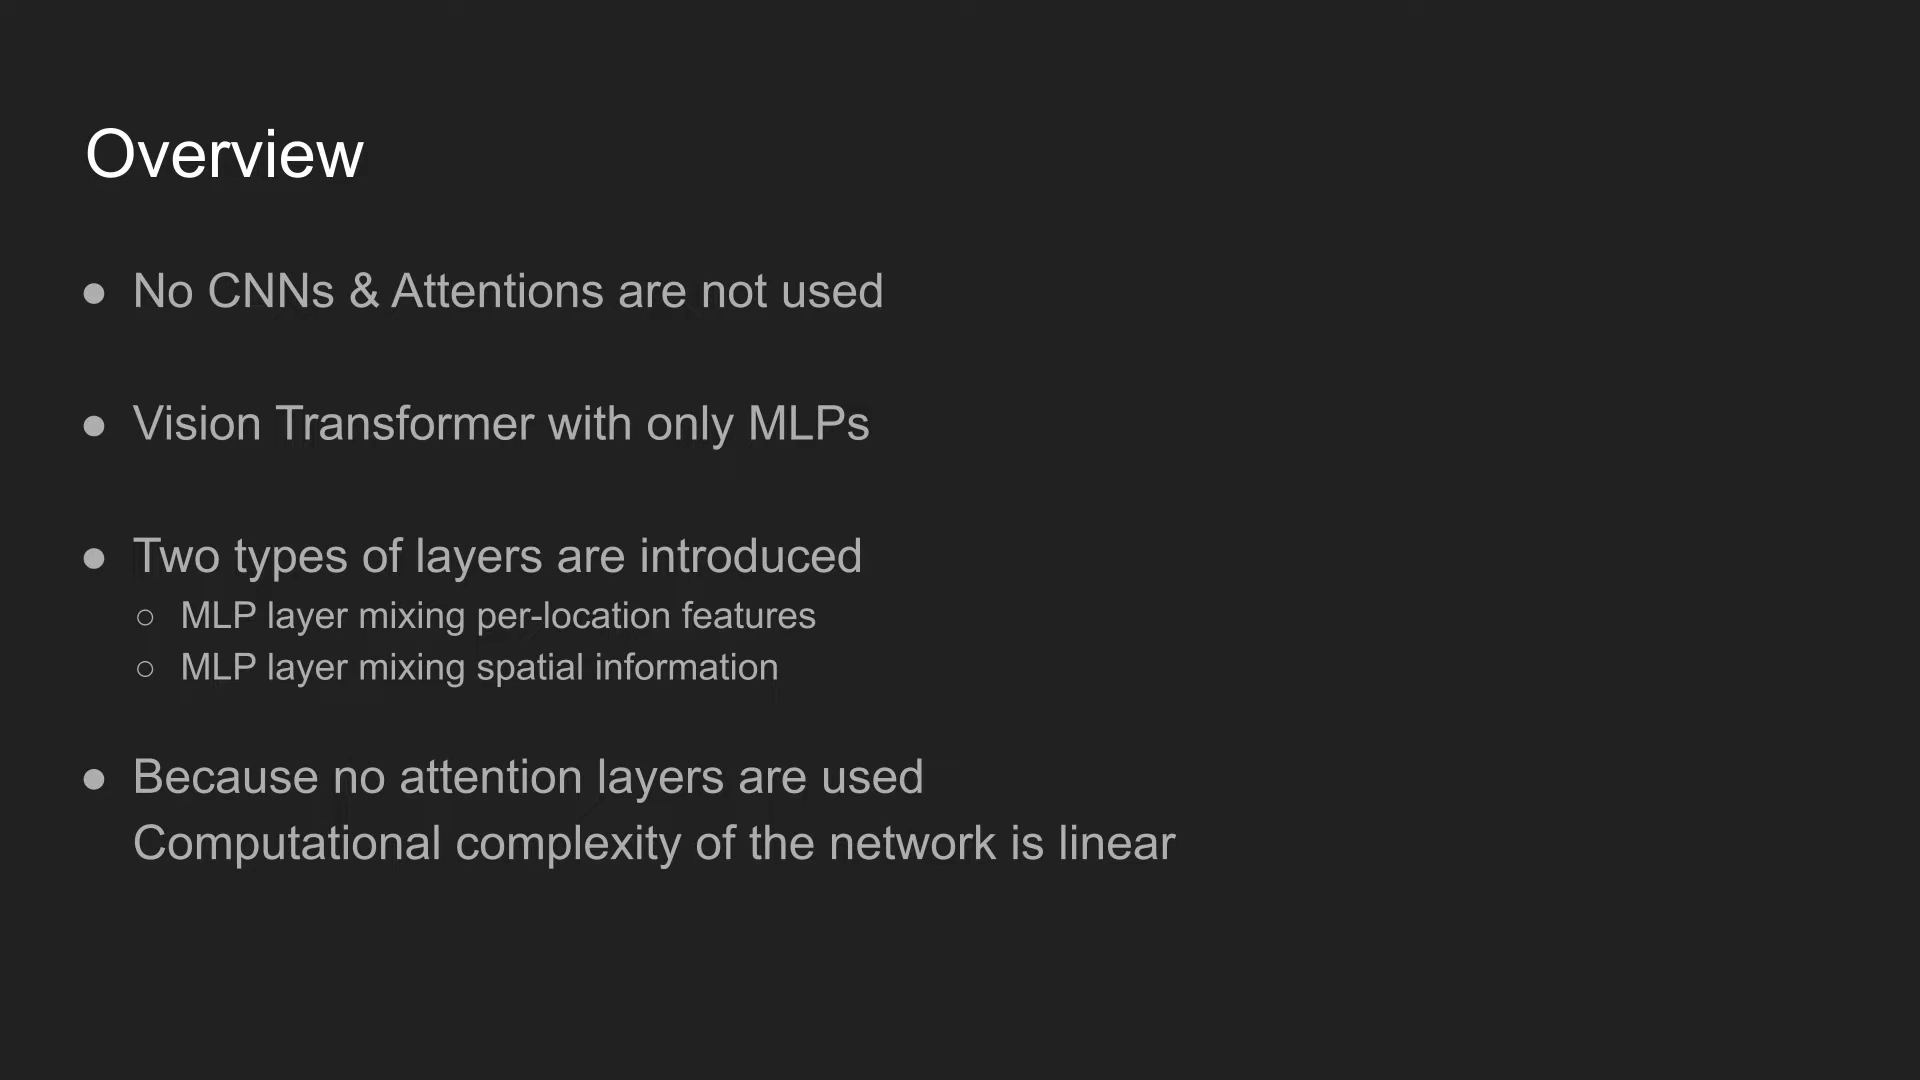 Overview
● No CNNs & Attentions are not used
● Vision Transformer with only MLPs
● Two types of layers are introduced
○ MLP layer mixing per-location features
○ MLP layer mixing spatial information
● Because no attention layers are used
Computational complexity of the network is linear